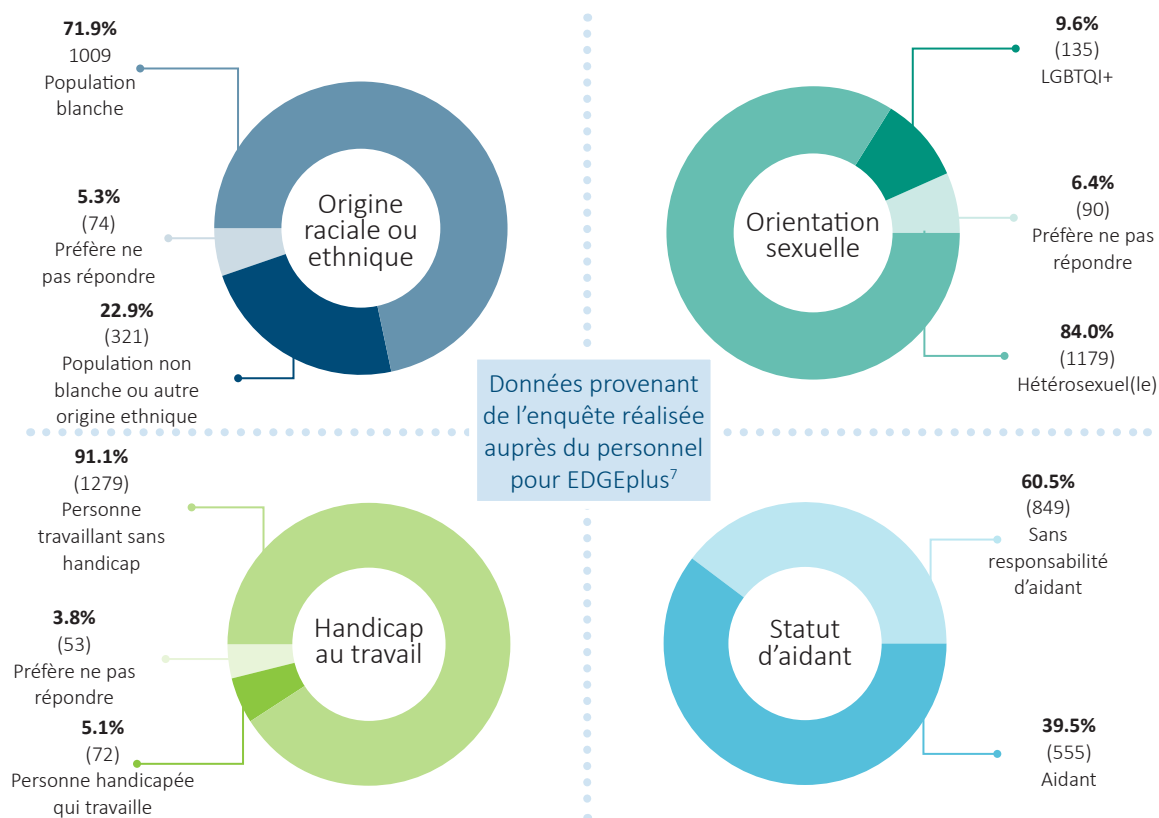 71.9%
1009
Population
blanche
5.3%
(74)
Préfère ne
pas répondre
22.9%
(321)
Population non
blanche ou autre
origine ethnique
Origine
raciale ou
ethnique
9.6%
(135)
LGBTQI+
6.4%
(90)
Préfère ne pas
répondre
84.0%
(1179)
Hétérosexuel(le)
Orientation
sexuelle
Données provenant
de l’enquête réalisée
auprès du personnel
pour EDGEplus7
91.1%
(1279)
Personne
travaillant sans
handicap
3.8%
(53)
Préfère ne pas
répondre
5.1%
(72)
Personne handicapée
qui travaille
Handicap
au travail
60.5%
(849)
Sans
responsabilité
d’aidant
39.5%
(555)
Aidant
Statut
d’aidant